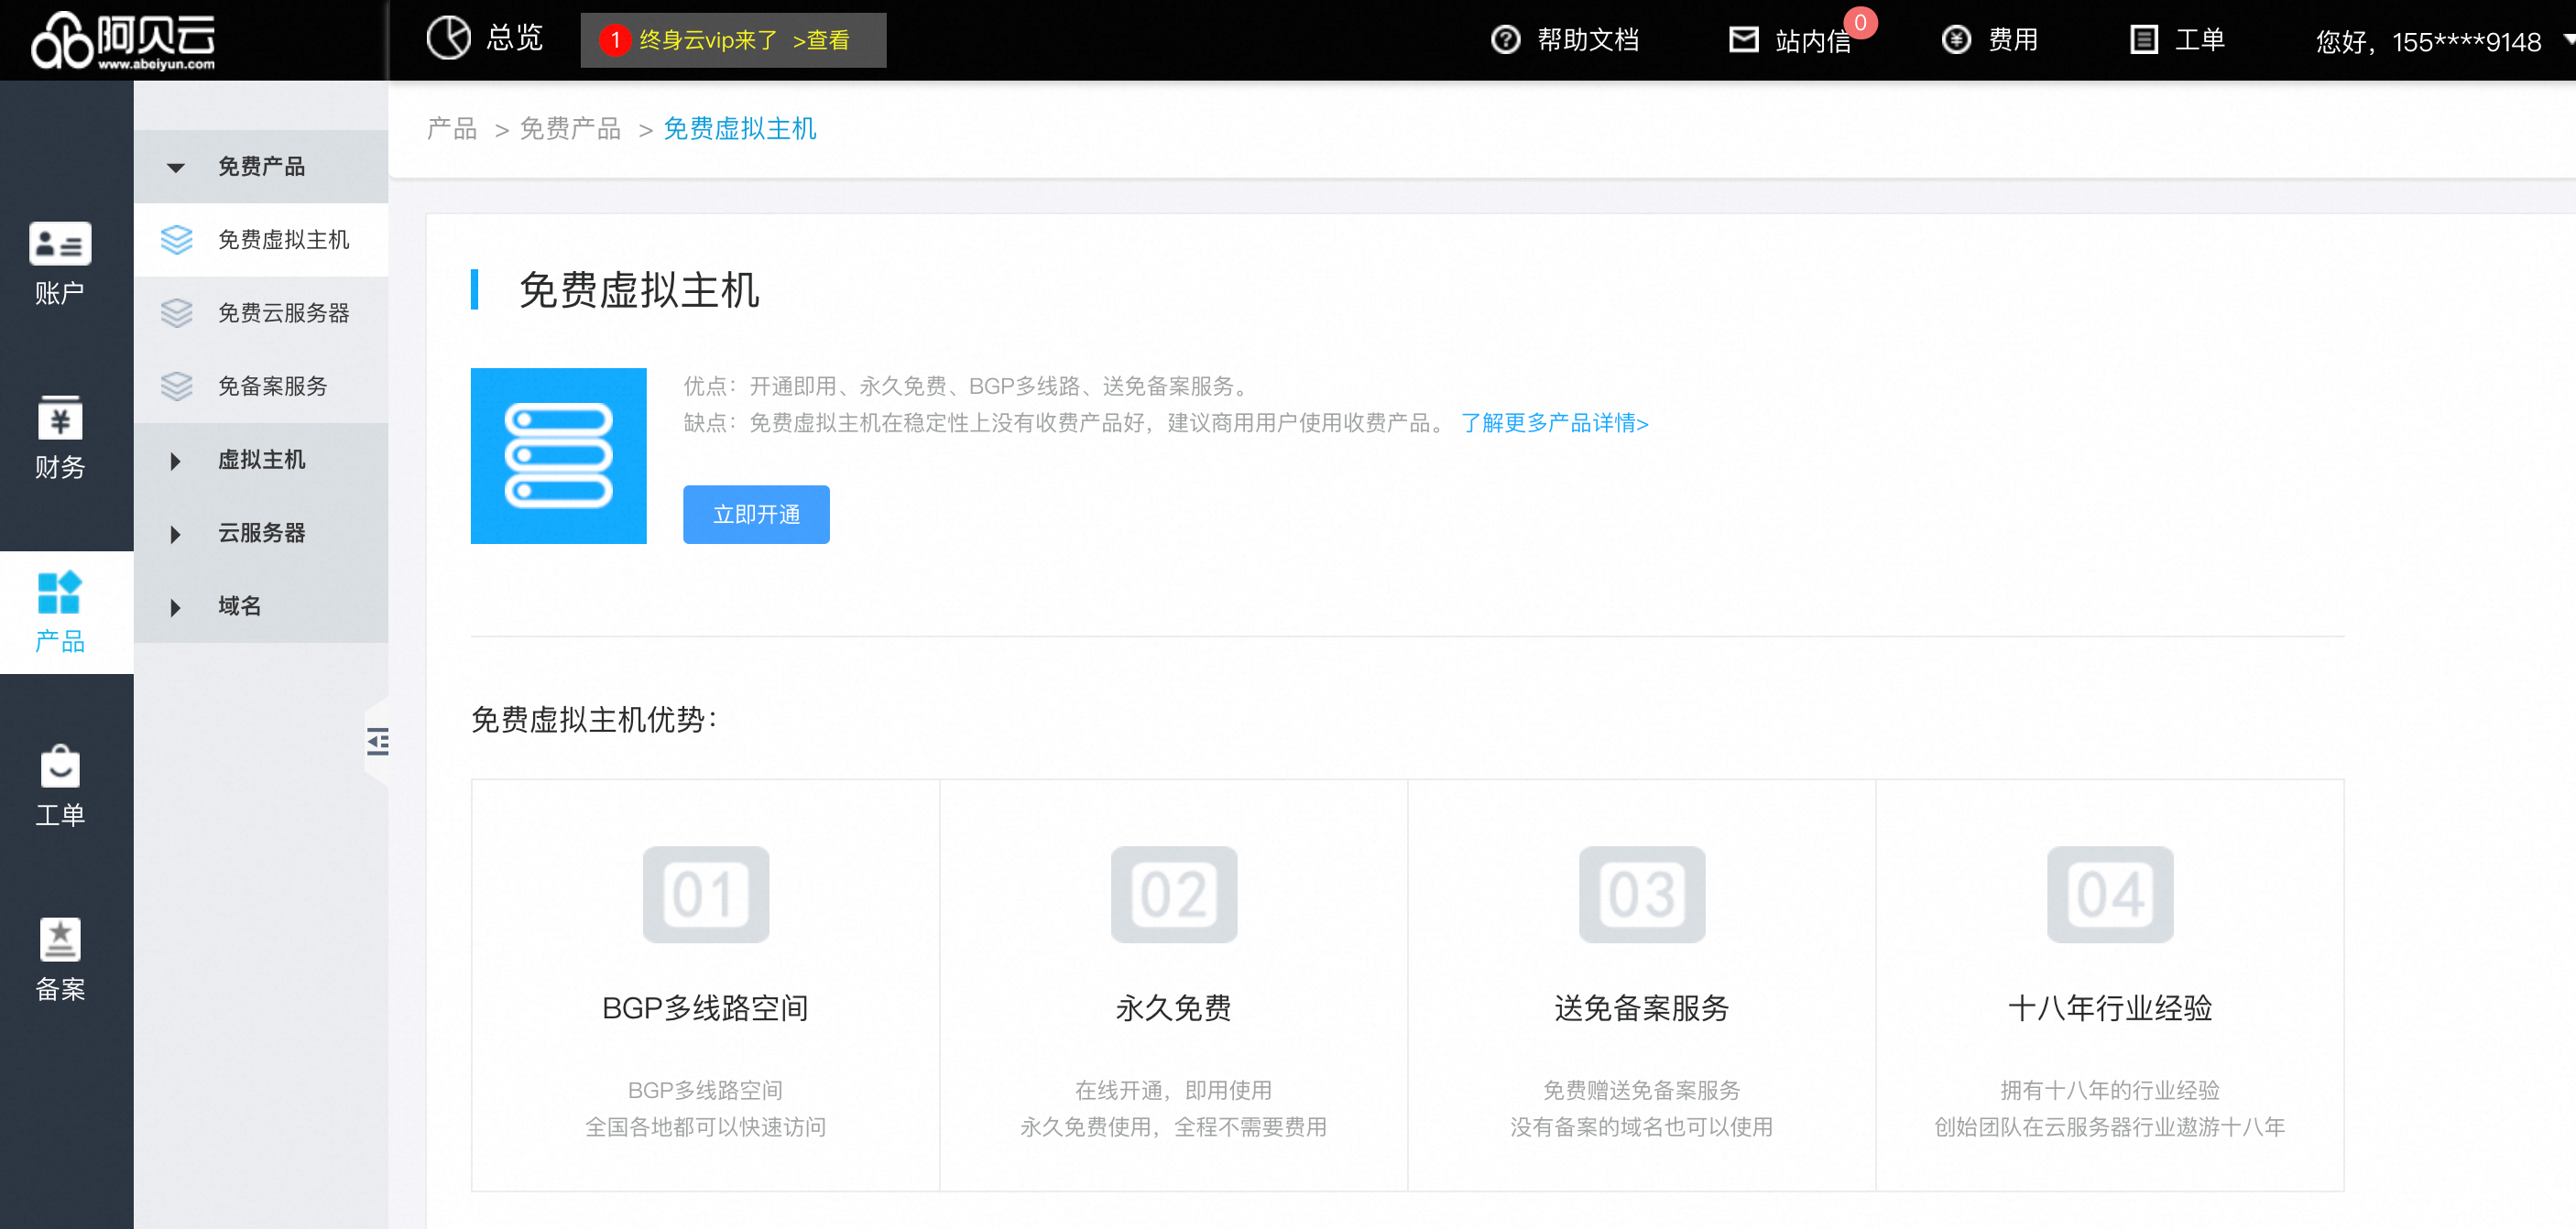 阿贝云
www.abeiyun.com
总览
1 终身云vip来了 >查看
帮助文档
站内信 0
费用
工单
您好，155****9148
账户
财务
产品
工单
备案
免费产品
免费虚拟主机
免费云服务器
免备案服务
虚拟主机
云服务器
域名
产品 > 免费产品 > 免费虚拟主机
免费虚拟主机
优点：开通即用、永久免费、BGP多线路、送免备案服务。
缺点：免费虚拟主机在稳定性上没有收费产品好，建议商用用户使用收费产品。 了解更多产品详情>
立即开通
免费虚拟主机优势：
01
BGP多线路空间
BGP多线路空间
全国各地都可以快速访问
02
永久免费
在线开通，即用使用
永久免费使用，全程不需要费用
03
送免备案服务
免费赠送免备案服务
没有备案的域名也可以使用
04
十八年行业经验
拥有十八年的行业经验
创始团队在云服务器行业遨游十八年